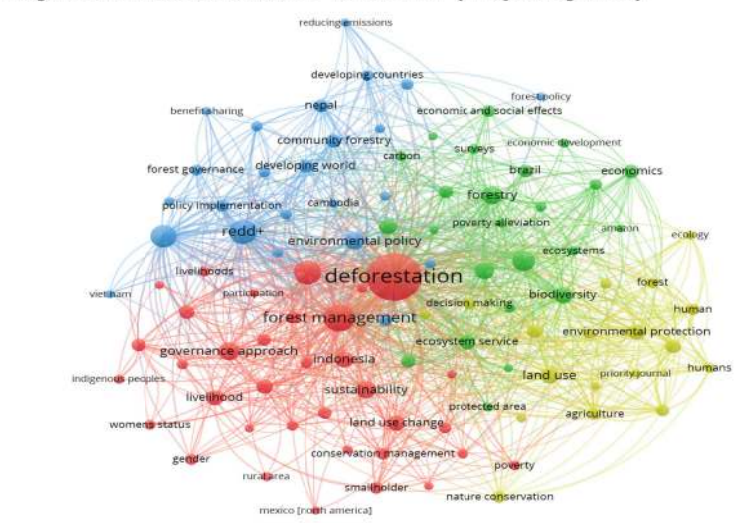 reducing emissions
developing countries
benefit sharing
nepal
forest policy
economic and social effects
community forestry
economic development
carbon
surveys
forest governance
developing world
brazil
economics
policy implementation
cambodia
forestry
redd+
poverty alleviation
amazon
environmental policy
ecology
ecosystems
livelihoods
deforestation
forest
viet nam
participation
decision making
biodiversity
human
forest management
environmental protection
governance approach
ecosystem service
indonesia
humans
indigenous peoples
land use
priority journal
livelihood
sustainability
protected area
agriculture
womens status
land use change
gender
conservation management
poverty
rural area
smallholder
nature conservation
mexico [north america]